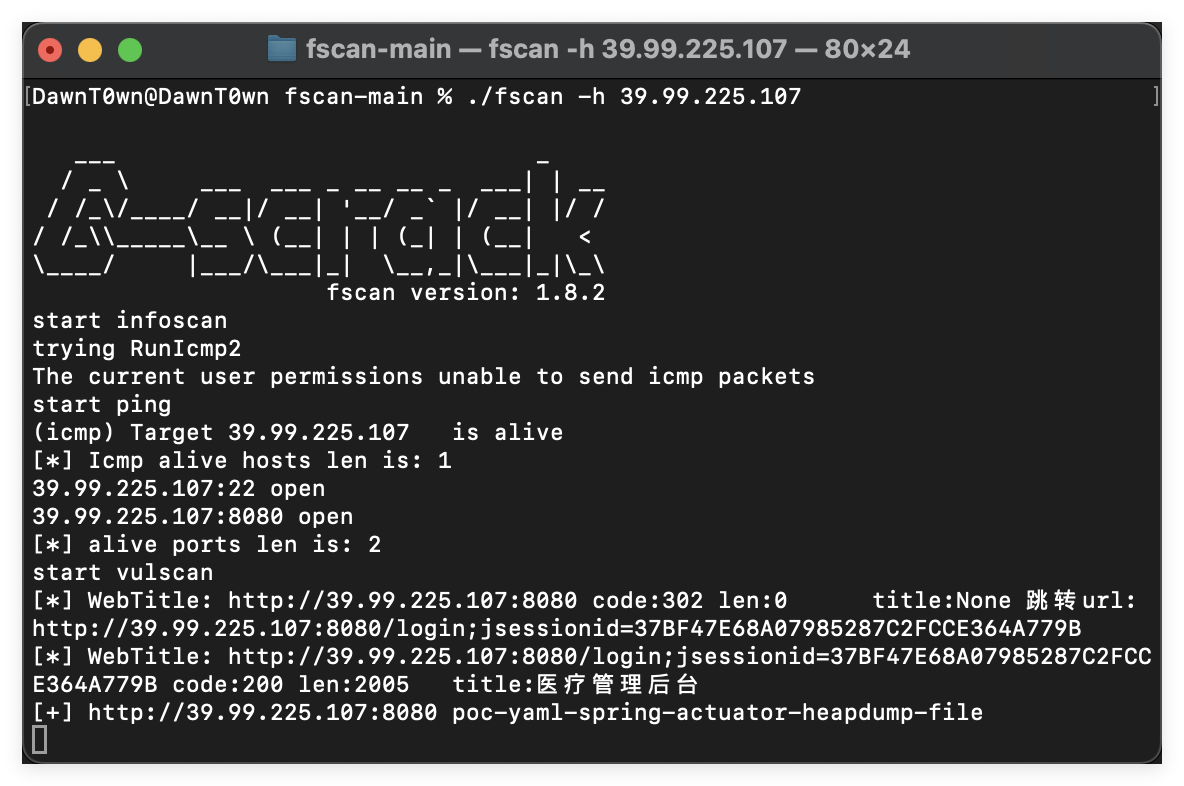 fscan-main — fscan -h 39.99.225.107 — 80×24
[DawnT0wn@DawnT0wn fscan-main % ./fscan -h 39.99.225.107 ]
   ___                              _
  / _ \     ___  ___ _ __ __ _  ___| | __
 / /_\/____/ __|/ __| '__/ _` |/ __| |/ /
/ /_\\_____\__ \ (__| | | (_| | (__|   <
\____/     |___/\___|_|  \__,_|\___|_|\_\
                     fscan version: 1.8.2
start infoscan
trying RunIcmp2
The current user permissions unable to send icmp packets
start ping
(icmp) Target 39.99.225.107   is alive
[*] Icmp alive hosts len is: 1
39.99.225.107:22 open
39.99.225.107:8080 open
[*] alive ports len is: 2
start vulscan
[*] WebTitle: http://39.99.225.107:8080 code:302 len:0      title:None 跳转url:
http://39.99.225.107:8080/login;jsessionid=37BF47E68A07985287C2FCCE364A779B
[*] WebTitle: http://39.99.225.107:8080/login;jsessionid=37BF47E68A07985287C2FCC
E364A779B code:200 len:2005   title:医疗管理后台
[+] http://39.99.225.107:8080 poc-yaml-spring-actuator-heapdump-file